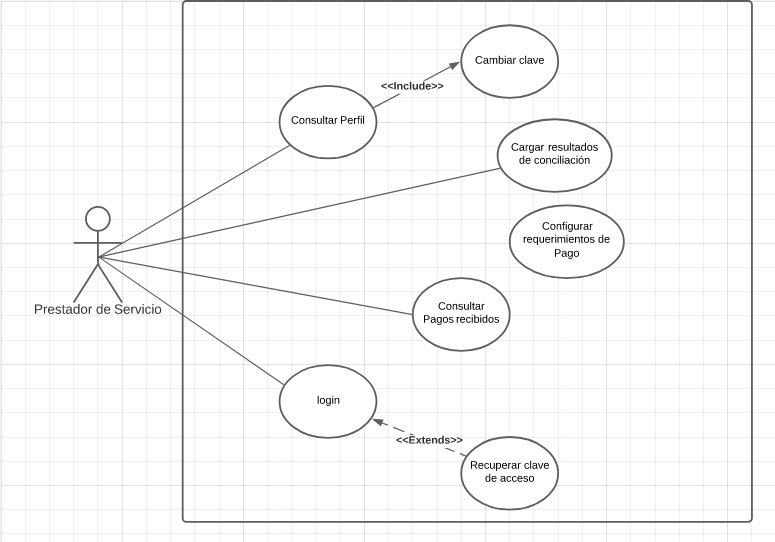 Cambiar clave
<<Include>>
Consultar Perfil
Cargar resultados
de conciliación
Configurar
requerimientos de
Pago
Prestador de Servicio
Consultar
Pagos recibidos
login
<<Extends>>
Recuperar clave
de acceso